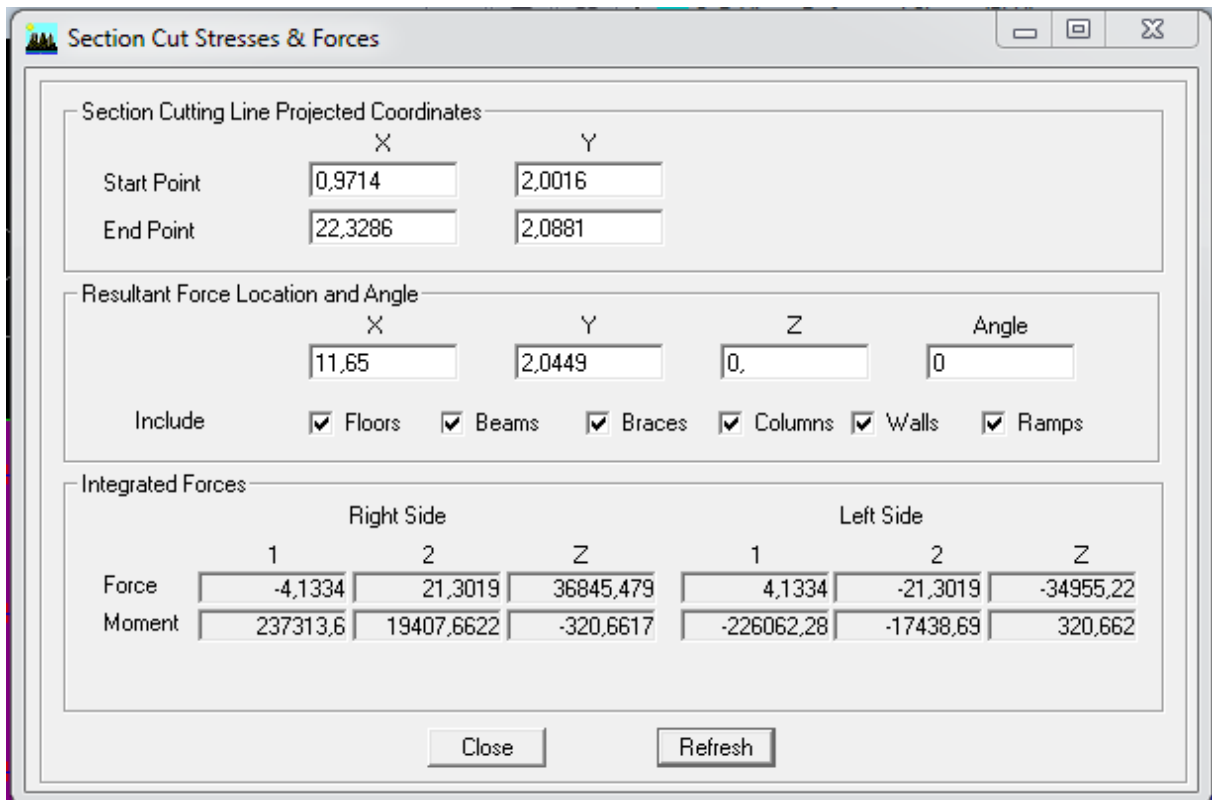 Section Cut Stresses & Forces
Section Cutting Line Projected Coordinates
X Y
Start Point 0,9714 2,0016
End Point 22,3286 2,0881
Resultant Force Location and Angle
X Y Z Angle
11,65 2,0449 0, 0
Include Floors Beams Braces Columns Walls Ramps
Integrated Forces
Right Side Left Side
1 2 Z 1 2 Z
Force -4,1334 21,3019 36845,479 4,1334 -21,3019 -34955,22
Moment 237313,6 19407,6622 -320,6617 -226062,28 -17438,69 320,662
Close Refresh